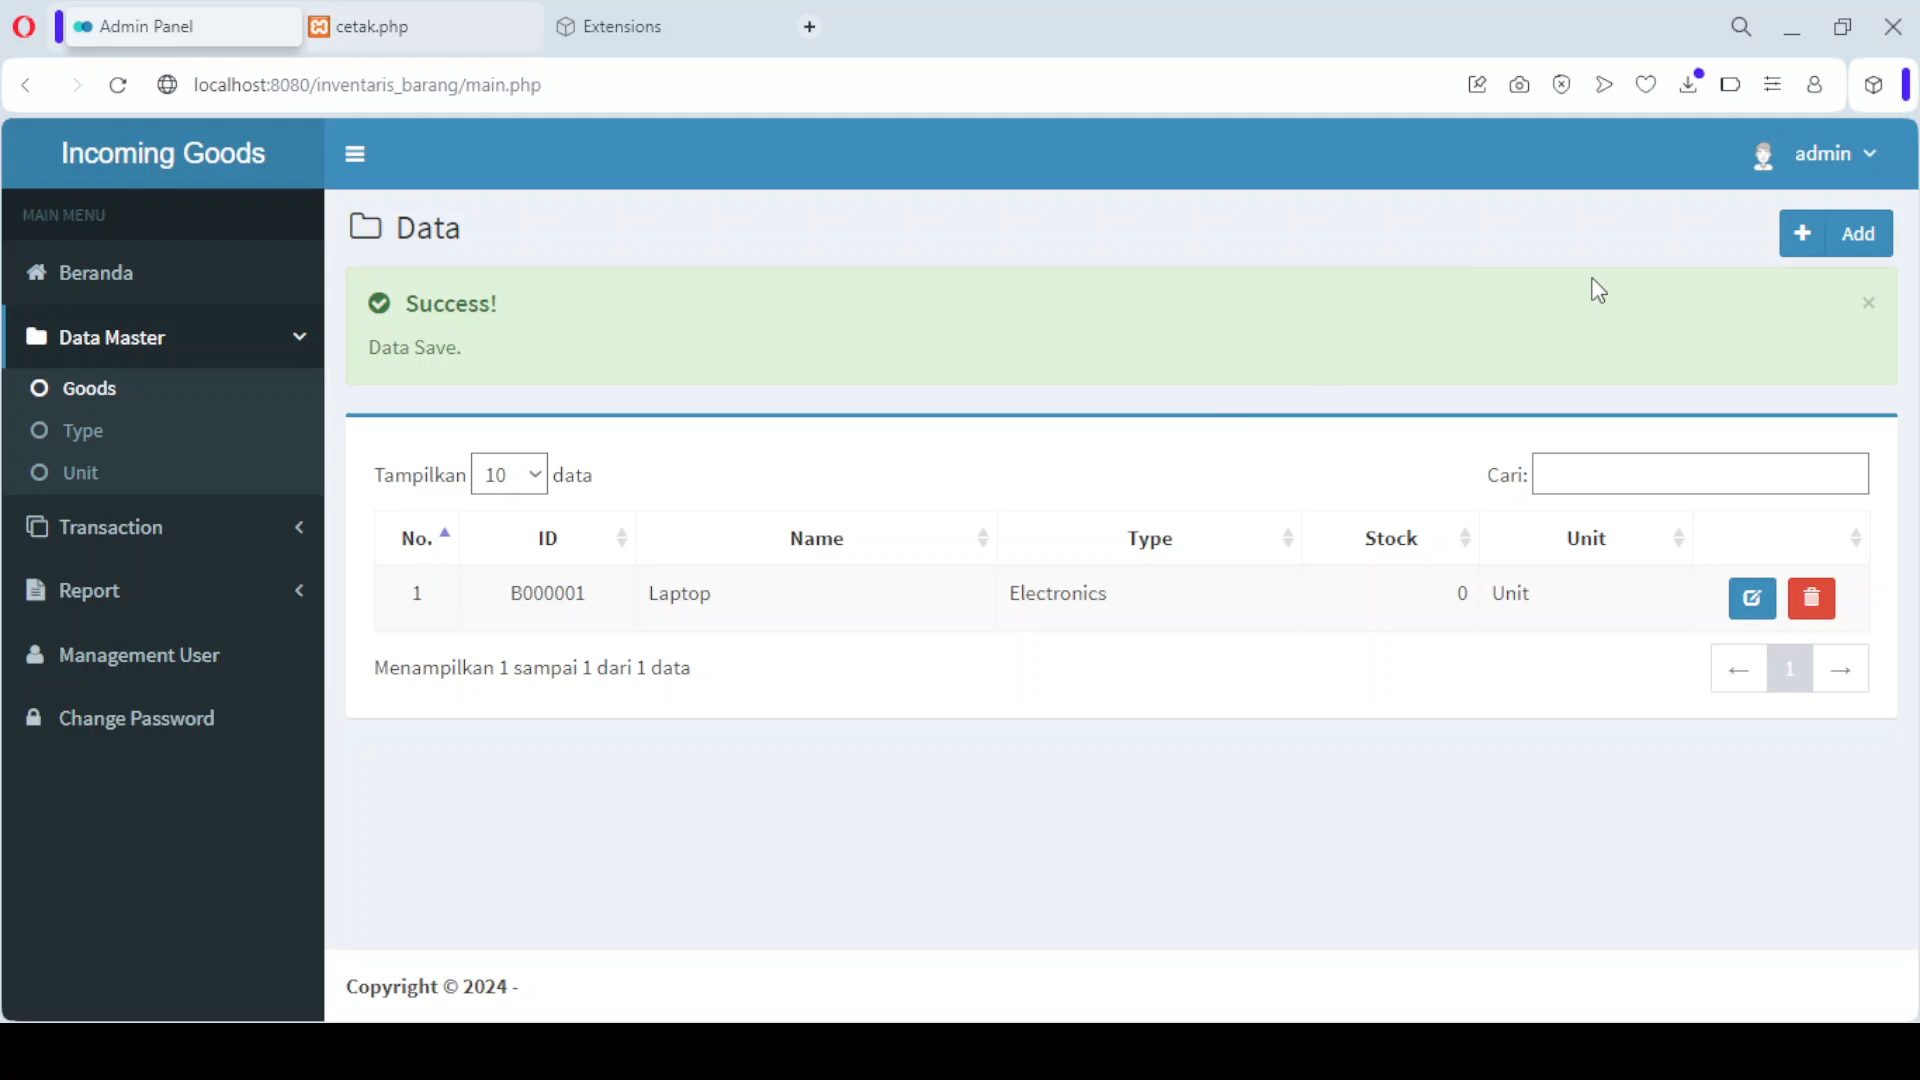 Admin Panel
cetak.php
Extensions
localhost:8080/inventaris_barang/main.php
Incoming Goods
admin
MAIN MENU
Beranda
Data Master
Goods
Type
Unit
Transaction
Report
Management User
Change Password
Data
Add
Success!
×
Data Save.
Tampilkan 10 data
Cari:
No. ID Name Type Stock Unit
1 B000001 Laptop Electronics 0 Unit
Menampilkan 1 sampai 1 dari 1 data
← 1 →
Copyright © 2024 -